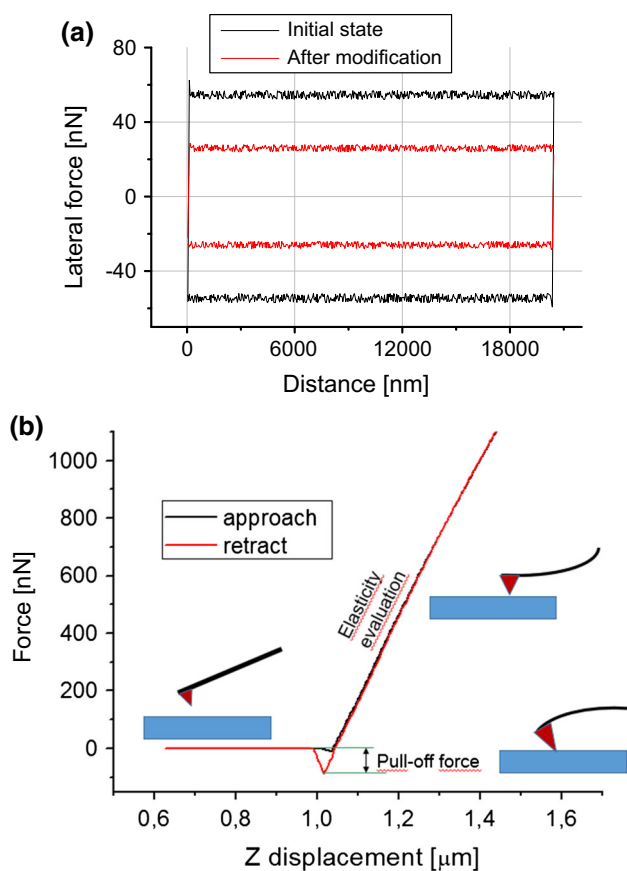 (a)
Initial state
After modification
Lateral force [nN]
80
40
0
-40
0
6000
12000
18000
Distance [nm]
(b)
Force [nN]
1000
800
600
400
200
0
approach
retract
Elasticity
evaluation
Pull-off force
0,6
0,8
1,0
1,2
1,4
1,6
Z displacement [μm]